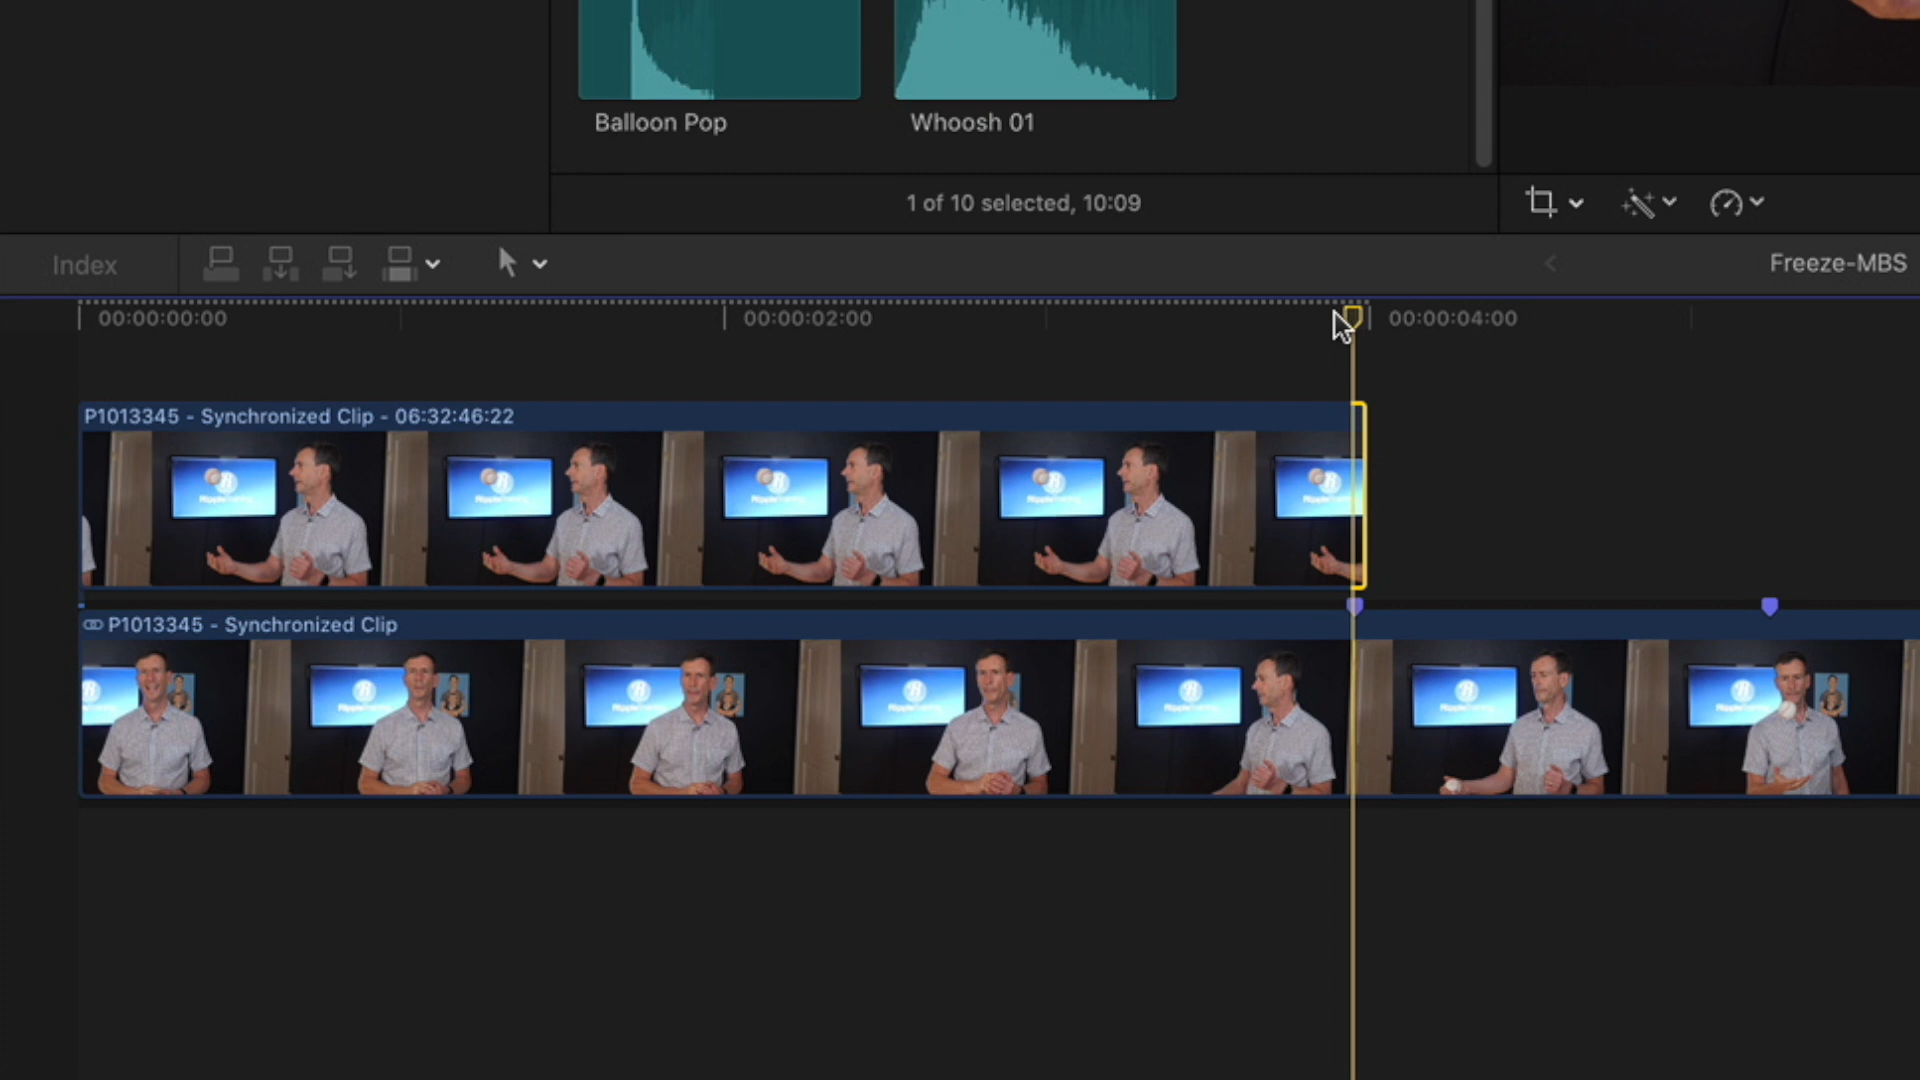 Balloon Pop
Whoosh 01
1 of 10 selected, 10:09
Index
Freeze-MBS
00:00:00:00
00:00:02:00
00:00:04:00
P1013345 - Synchronized Clip - 06:32:46:22
P1013345 - Synchronized Clip